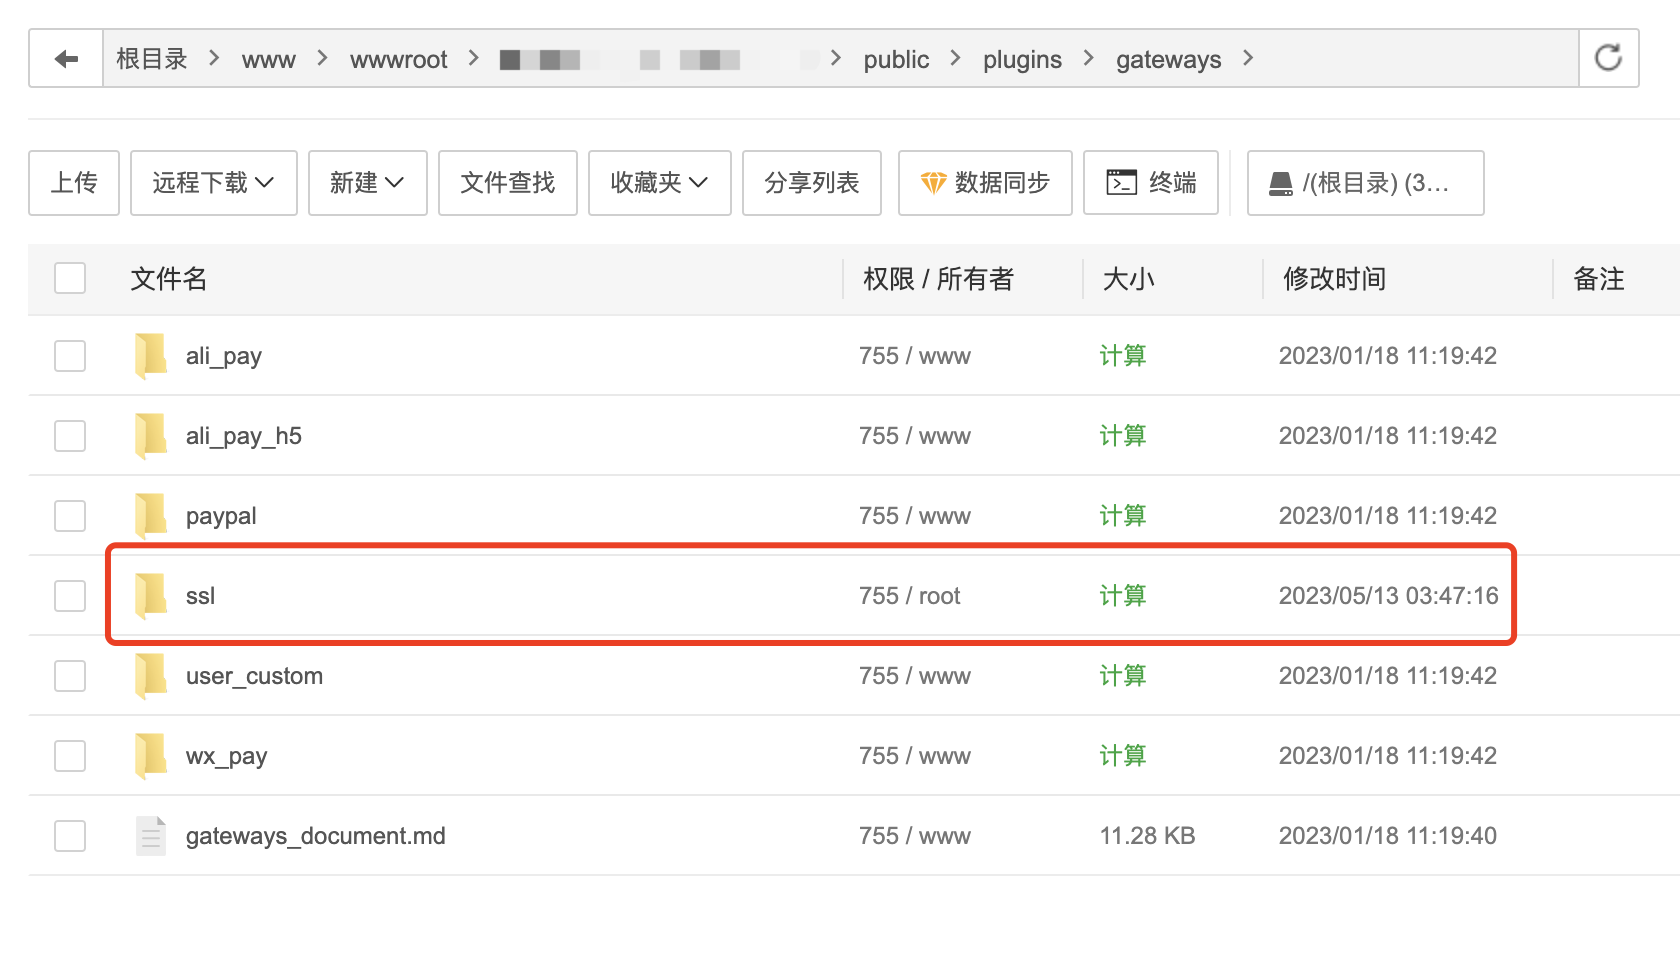 根目录 > www > wwwroot > > public > plugins > gateways >
上传 远程下载 新建 文件查找 收藏夹 分享列表 数据同步 终端 /(根目录) (3...
文件名 权限 / 所有者 大小 修改时间 备注
ali_pay 755 / www 计算 2023/01/18 11:19:42
ali_pay_h5 755 / www 计算 2023/01/18 11:19:42
paypal 755 / www 计算 2023/01/18 11:19:42
ssl 755 / root 计算 2023/05/13 03:47:16
user_custom 755 / www 计算 2023/01/18 11:19:42
wx_pay 755 / www 计算 2023/01/18 11:19:42
gateways_document.md 755 / www 11.28 KB 2023/01/18 11:19:40